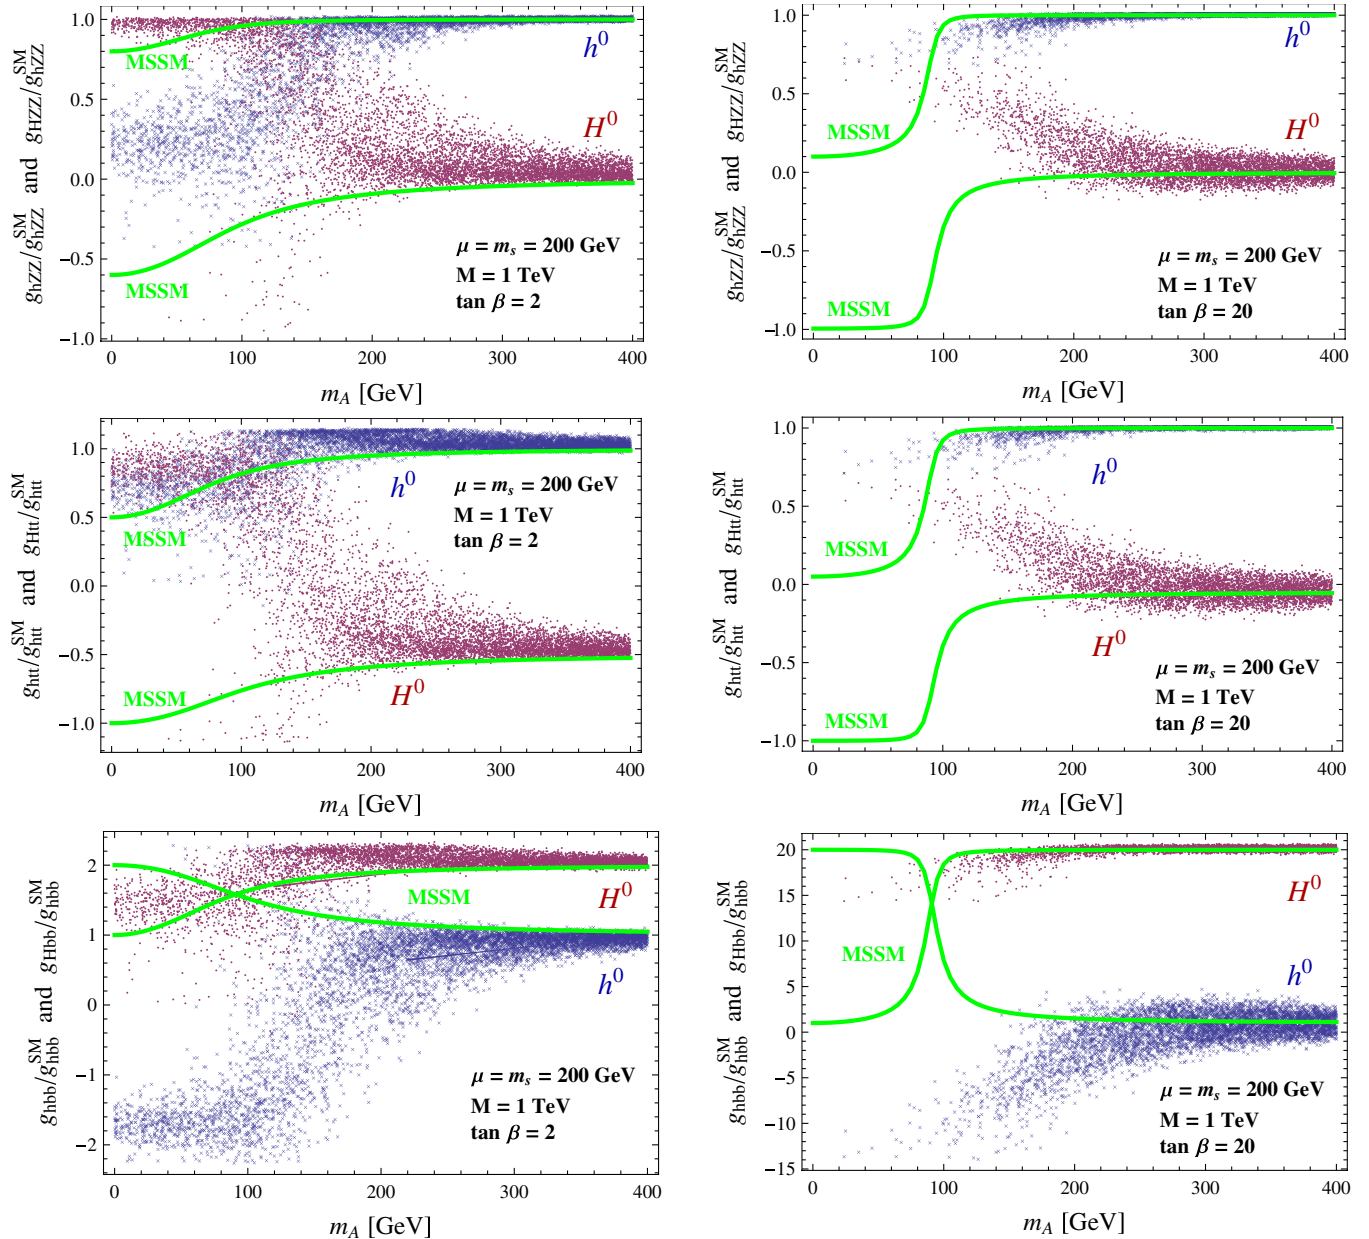 g_hZZ/g_hZZ^SM and g_HZZ/g_hZZ^SM
1.0
0.5
0.0
−0.5
−1.0
MSSM
h^0
H^0
MSSM
μ = m_s = 200 GeV
M = 1 TeV
tan β = 2
0 100 200 300 400
m_A [GeV]
g_hZZ/g_hZZ^SM and g_HZZ/g_hZZ^SM
1.0
0.5
0.0
−0.5
−1.0
h^0
H^0
MSSM
MSSM
μ = m_s = 200 GeV
M = 1 TeV
tan β = 20
0 100 200 300 400
m_A [GeV]
g_htt/g_htt^SM and g_Htt/g_htt^SM
1.0
0.5
0.0
−0.5
−1.0
h^0
MSSM
μ = m_s = 200 GeV
M = 1 TeV
tan β = 2
MSSM
H^0
0 100 200 300 400
m_A [GeV]
g_htt/g_htt^SM and g_Htt/g_htt^SM
1.0
0.5
0.0
−0.5
−1.0
h^0
MSSM
H^0
MSSM
μ = m_s = 200 GeV
M = 1 TeV
tan β = 20
0 100 200 300 400
m_A [GeV]
g_hbb/g_hbb^SM and g_Hbb/g_hbb^SM
2
1
0
−1
−2
MSSM
H^0
h^0
μ = m_s = 200 GeV
M = 1 TeV
tan β = 2
0 100 200 300 400
m_A [GeV]
g_hbb/g_hbb^SM and g_Hbb/g_hbb^SM
20
15
10
5
0
−5
−10
−15
H^0
MSSM
h^0
μ = m_s = 200 GeV
M = 1 TeV
tan β = 20
0 100 200 300 400
m_A [GeV]